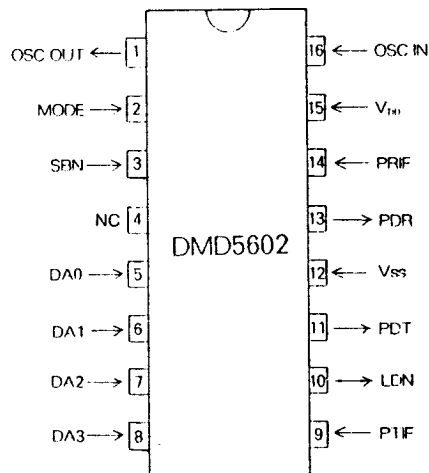 OSC OUT 1 16 OSC IN
MODE 2 15 VDD
SBN 3 14 PRIF
NC 4 13 PDR
DMD5602
DA0 5 12 VSS
DA1 6 11 PDT
DA2 7 10 LDN
DA3 8 9 PTIF